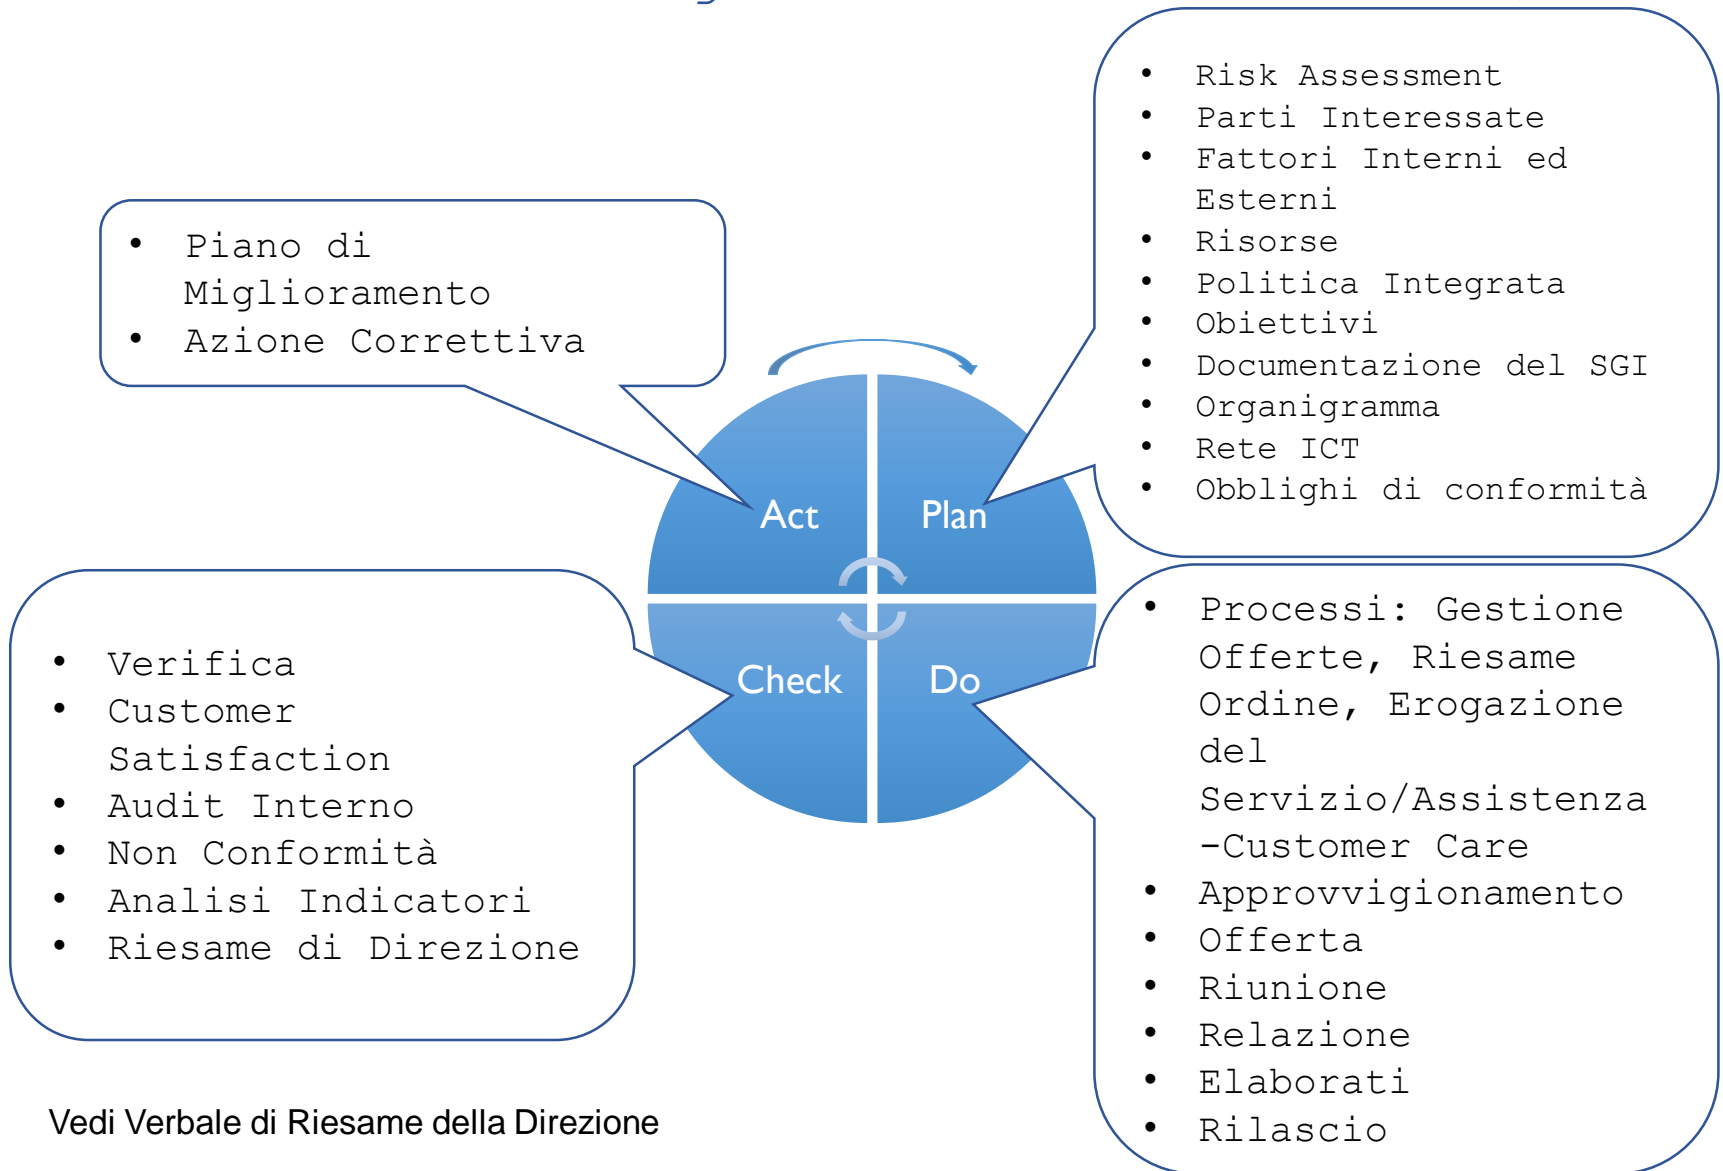 • Risk Assessment
• Parti Interessate
• Fattori Interni ed
Esterni
• Risorse
• Politica Integrata
• Obiettivi
• Documentazione del SGI
• Organigramma
• Rete ICT
• Obblighi di conformità
• Piano di
Miglioramento
• Azione Correttiva
Act
Plan
Check
Do
• Verifica
• Customer
Satisfaction
• Audit Interno
• Non Conformità
• Analisi Indicatori
• Riesame di Direzione
• Processi: Gestione
Offerte, Riesame
Ordine, Erogazione
del
Servizio/Assistenza
-Customer Care
• Approvvigionamento
• Offerta
• Riunione
• Relazione
• Elaborati
• Rilascio
Vedi Verbale di Riesame della Direzione